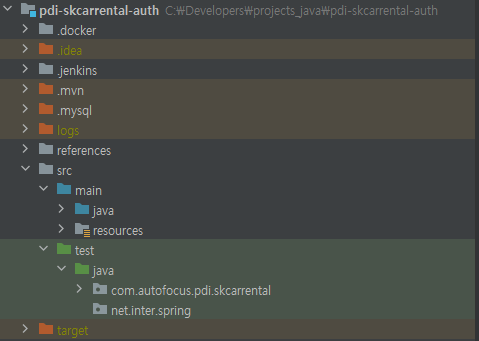 pdi-skcarrental-auth C:₩Developers₩projects_java₩pdi-skcarrental-auth
.docker
.idea
.jenkins
.mvn
.mysql
logs
references
src
main
java
resources
test
java
com.autofocus.pdi.skcarrental
net.inter.spring
target